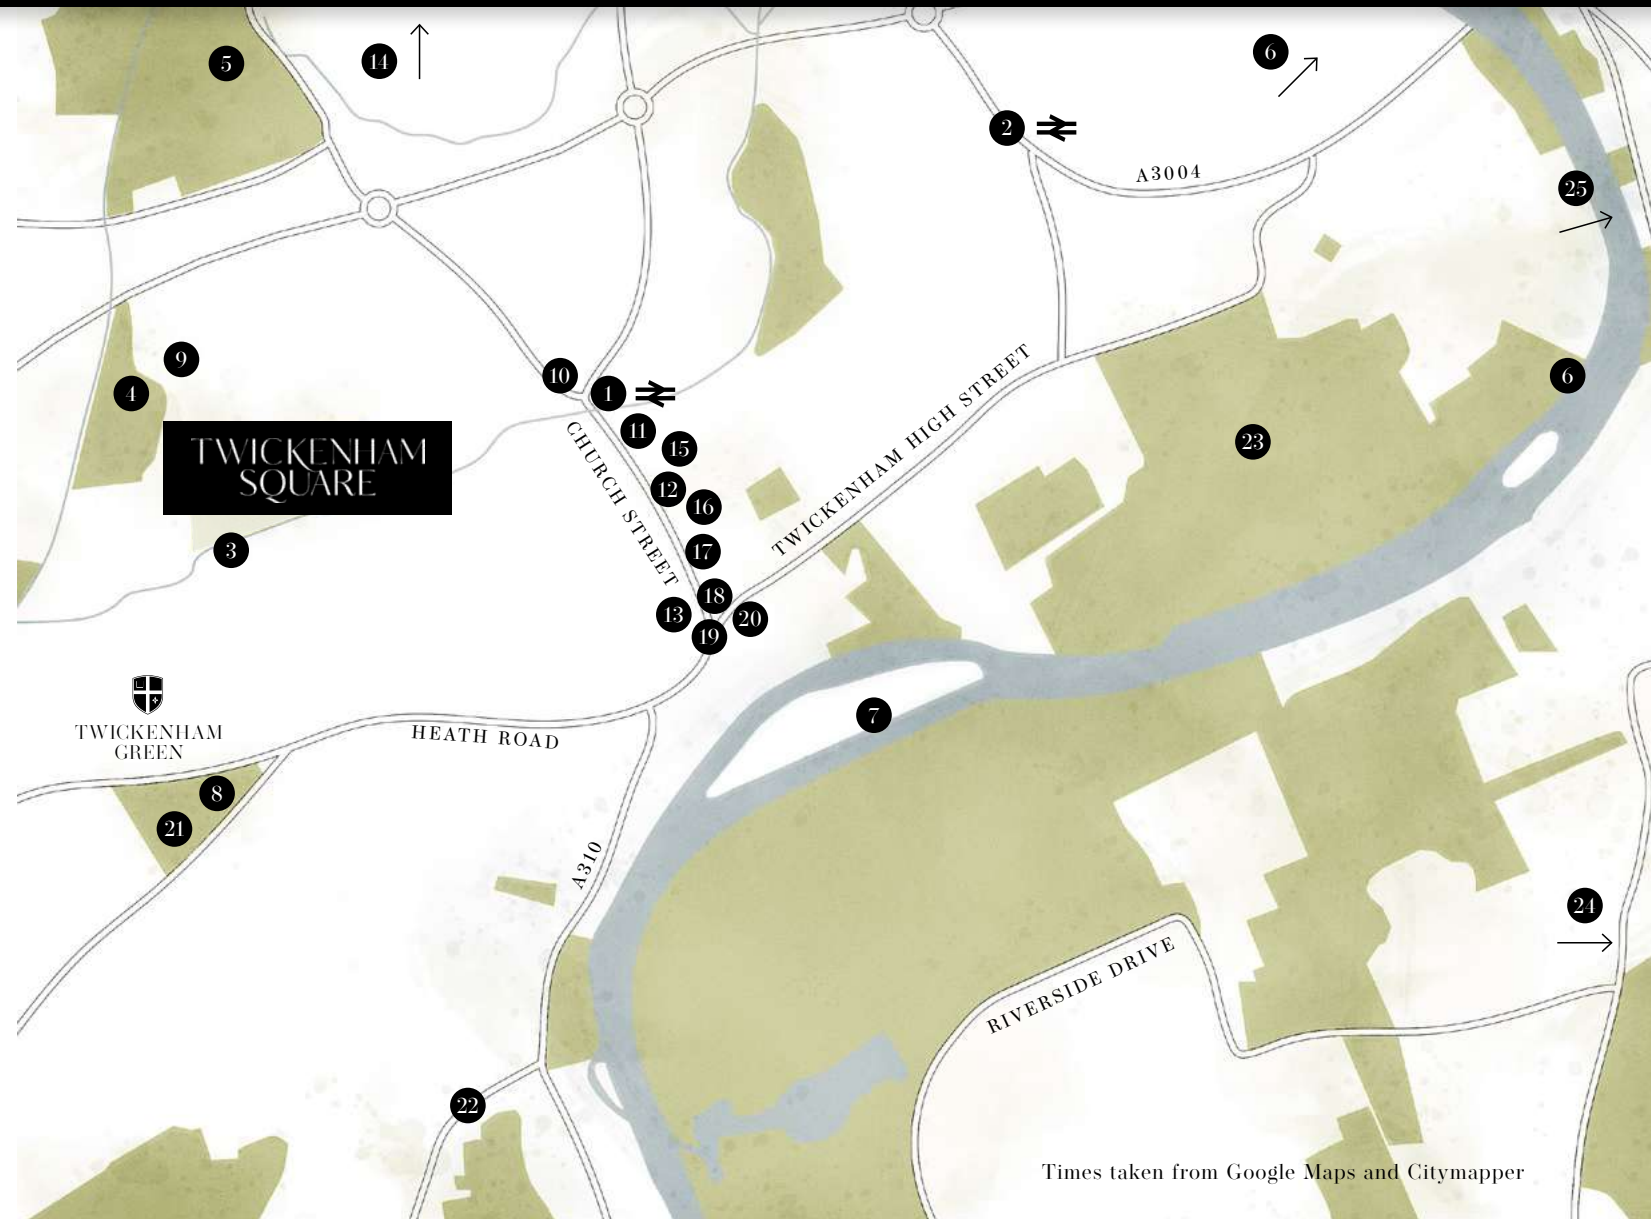 5
14
6
2
A3004
25
9
4
10
1
6
TWICKENHAM
SQUARE
11
15
23
TWICKENHAM HIGH STREET
CHURCH STREET
12
16
3
17
18
13
20
19
TWICKENHAM
GREEN
7
HEATH ROAD
8
21
A310
24
RIVERSIDE DRIVE
22
Times taken from Google Maps and Citymapper